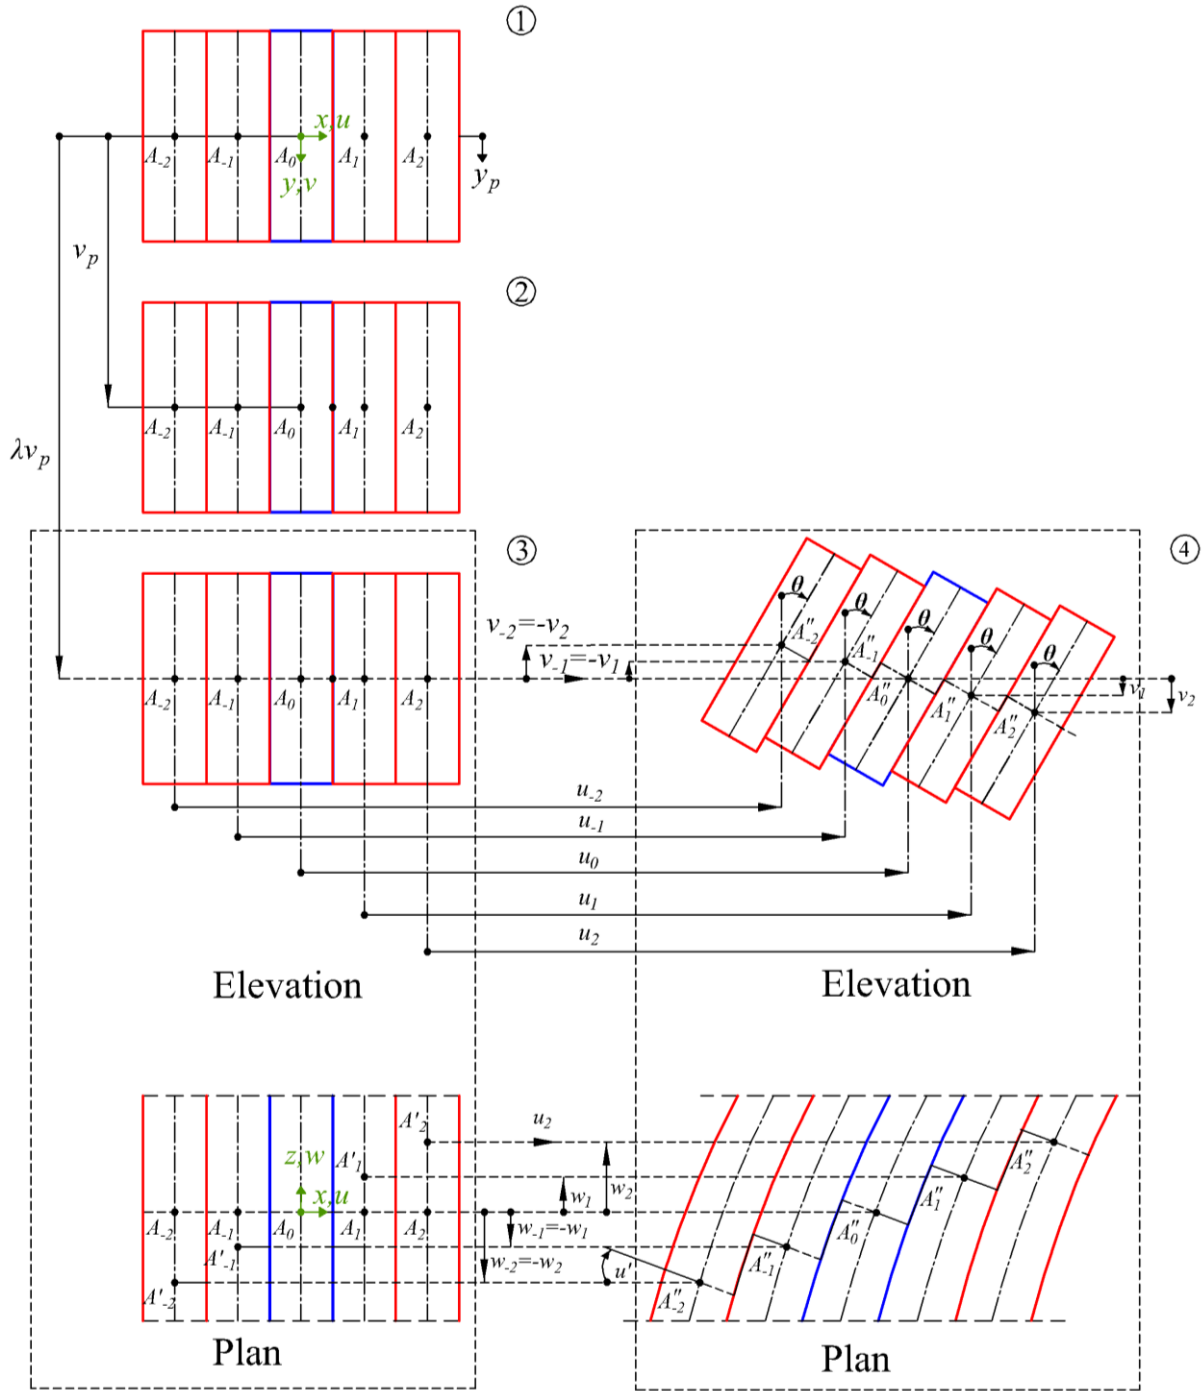 ①
x,u
A₋₂ A₋₁ A₀ A₁ A₂
y,v
y_p
v_p
②
A₋₂ A₋₁ A₀ A₁ A₂
λv_p
③
④
θ θ θ θ θ
v₋₂=-v₂
v₋₁=-v₁
A″₋₂ A″₋₁ A″₀ A″₁ A″₂
v₁ v₂
A₋₂ A₋₁ A₀ A₁ A₂
u₋₂
u₋₁
u₀
u₁
u₂
Elevation Elevation
A′₂ u₂
z,w A′₁
x,u
w₁ w₂
A₋₂ A₋₁ A₀ A₁ A₂
A′₋₁
w₋₁=-w₁
w₋₂=-w₂
u′
A′₋₂
A″₋₂ A″₋₁ A″₀ A″₁ A″₂
Plan Plan